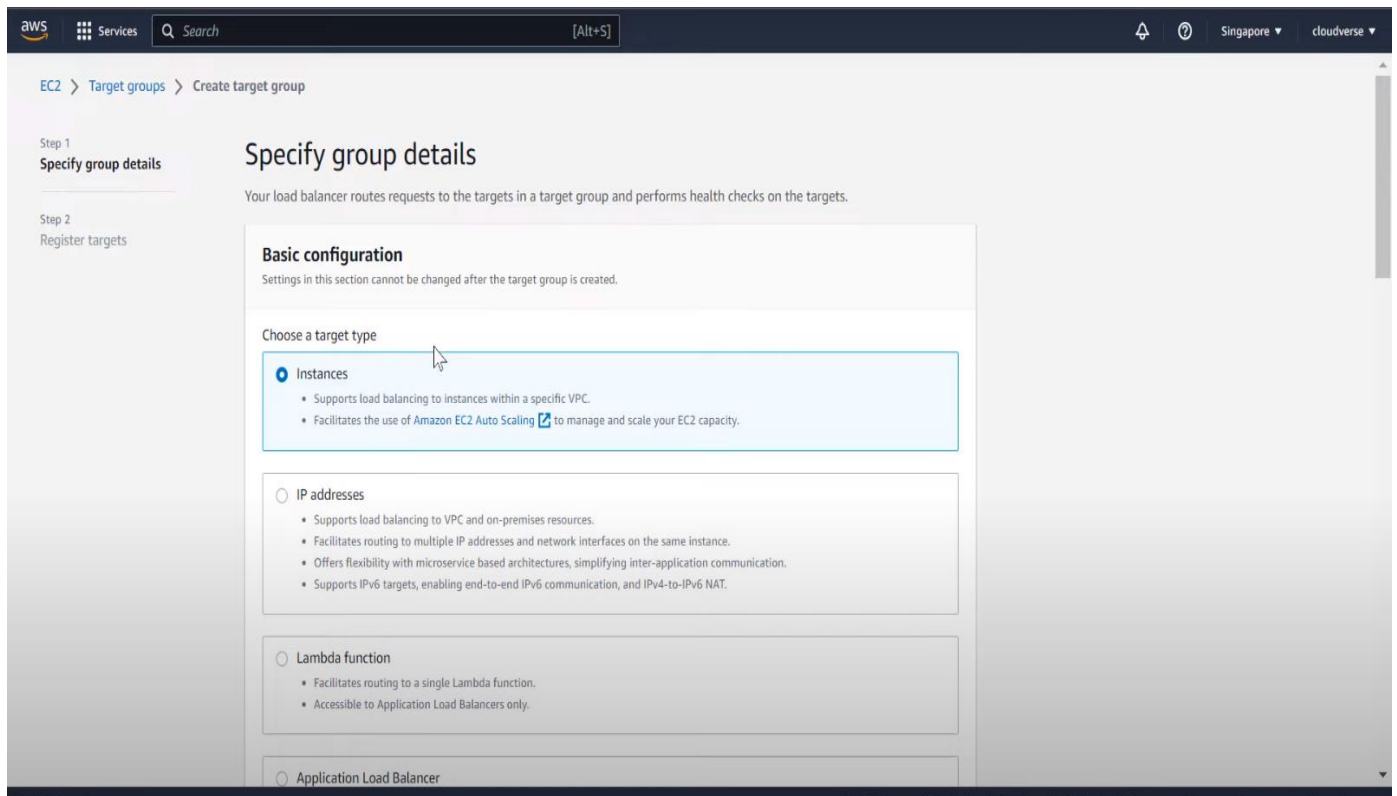 aws
Services
Search
[Alt+S]
Singapore
cloudverse
EC2 > Target groups > Create target group
Step 1
Specify group details
Step 2
Register targets
Specify group details
Your load balancer routes requests to the targets in a target group and performs health checks on the targets.
Basic configuration
Settings in this section cannot be changed after the target group is created.
Choose a target type
Instances
• Supports load balancing to instances within a specific VPC.
• Facilitates the use of Amazon EC2 Auto Scaling to manage and scale your EC2 capacity.
IP addresses
• Supports load balancing to VPC and on-premises resources.
• Facilitates routing to multiple IP addresses and network interfaces on the same instance.
• Offers flexibility with microservice based architectures, simplifying inter-application communication.
• Supports IPv6 targets, enabling end-to-end IPv6 communication, and IPv4-to-IPv6 NAT.
Lambda function
• Facilitates routing to a single Lambda function.
• Accessible to Application Load Balancers only.
Application Load Balancer